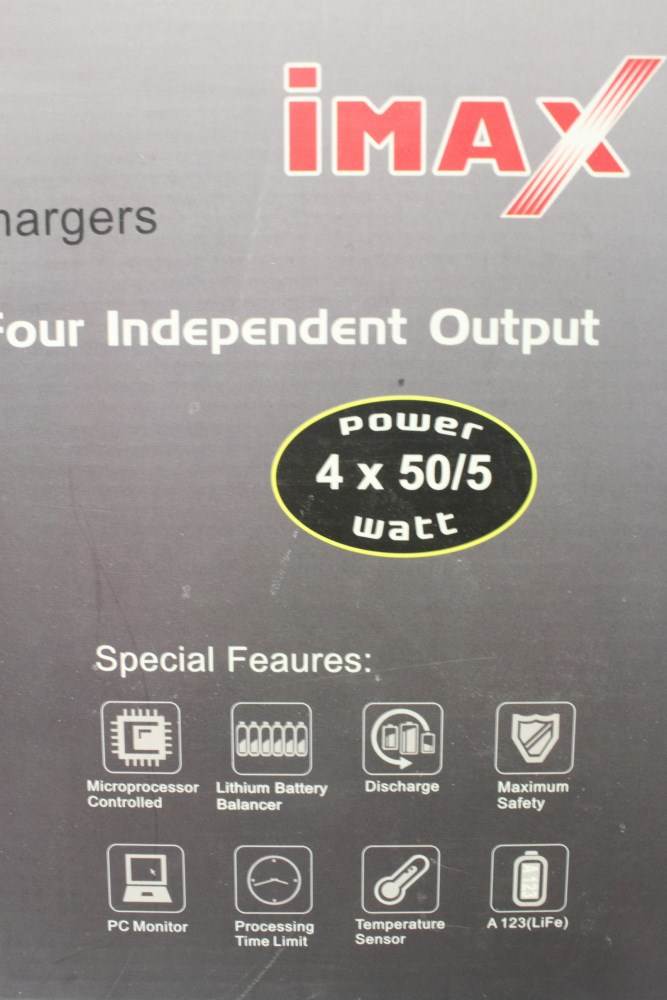 iMAX
hargers
Four Independent Output
power
4 x 50/5
watt
Special Feaures:
Microprocessor
Controlled
Lithium Battery
Balancer
Discharge
Maximum
Safety
PC Monitor
Processing
Time Limit
Temperature
Sensor
A123
A 123(LiFe)